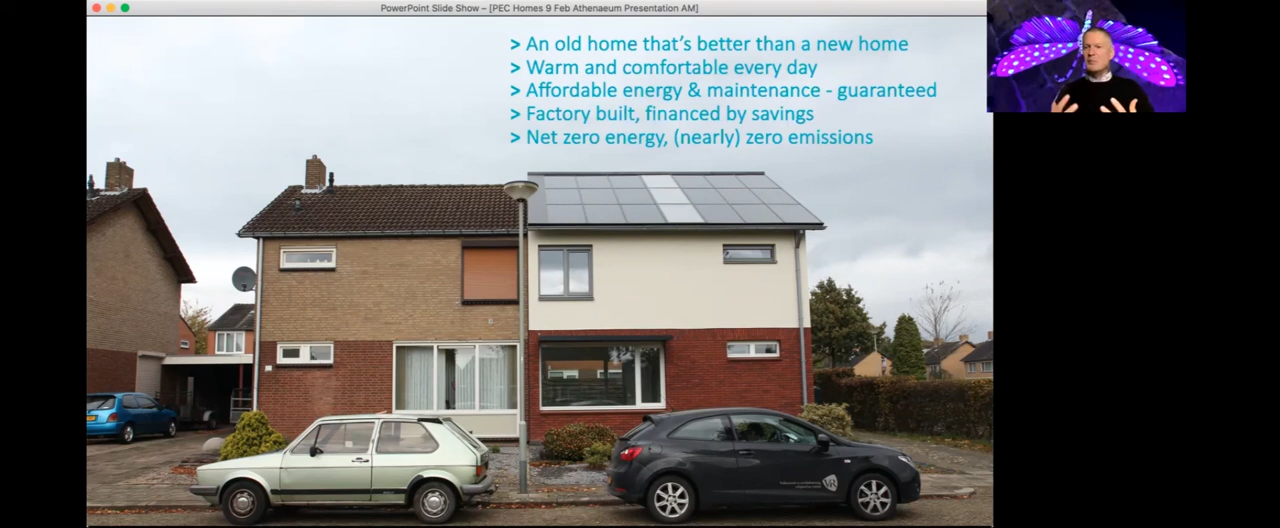 PowerPoint Slide Show – [PEC Homes 9 Feb Athenaeum Presentation AM]
> An old home that's better than a new home
> Warm and comfortable every day
> Affordable energy & maintenance - guaranteed
> Factory built, financed by savings
> Net zero energy, (nearly) zero emissions
VR